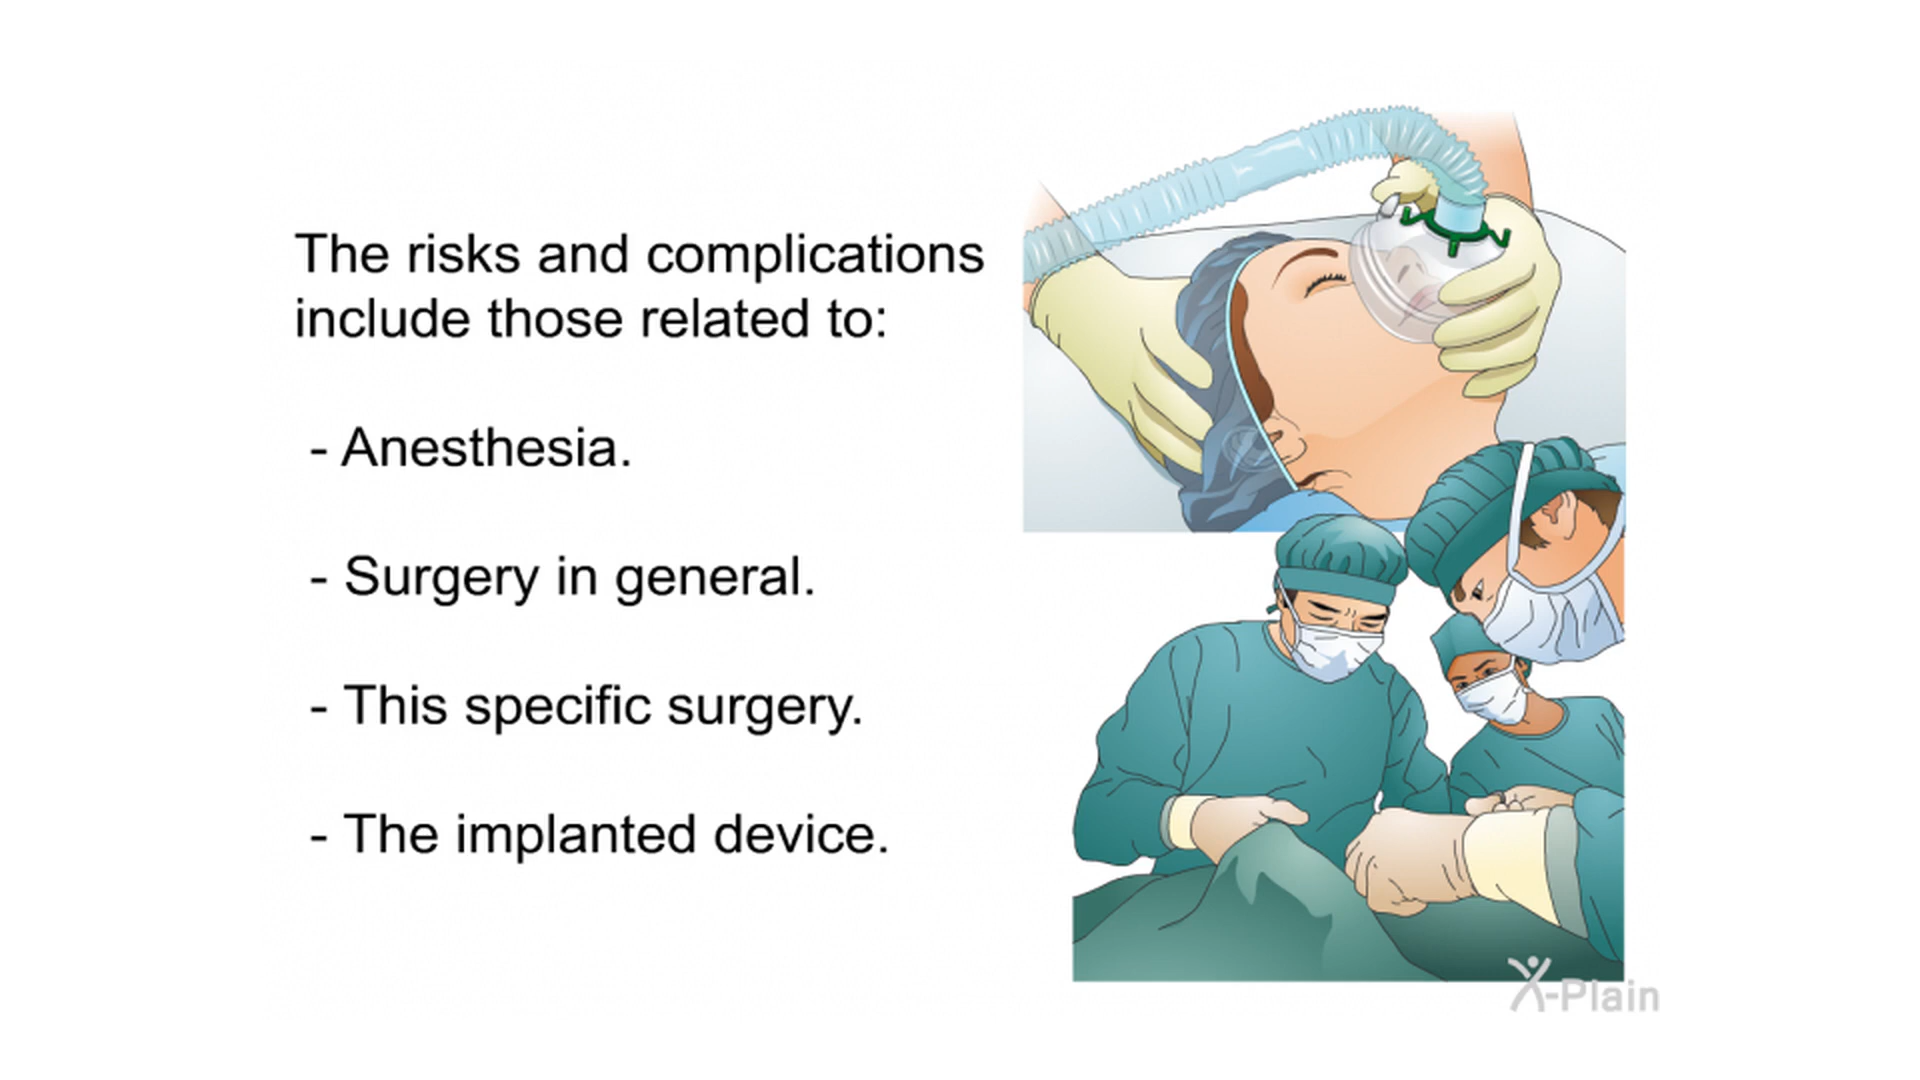 The risks and complications
include those related to:
- Anesthesia.
- Surgery in general.
- This specific surgery.
- The implanted device.
X-Plain